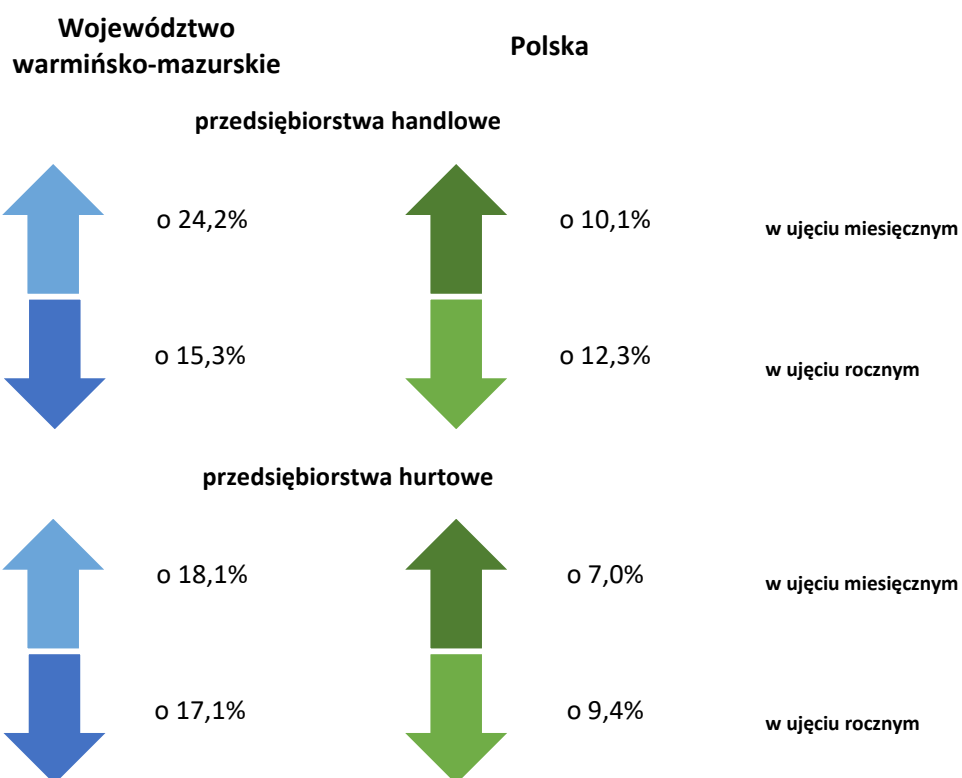 Województwo
warmińsko-mazurskie
Polska
przedsiębiorstwa handlowe
o 24,2%
o 10,1%
w ujęciu miesięcznym
o 15,3%
o 12,3%
w ujęciu rocznym
przedsiębiorstwa hurtowe
o 18,1%
o 7,0%
w ujęciu miesięcznym
o 17,1%
o 9,4%
w ujęciu rocznym